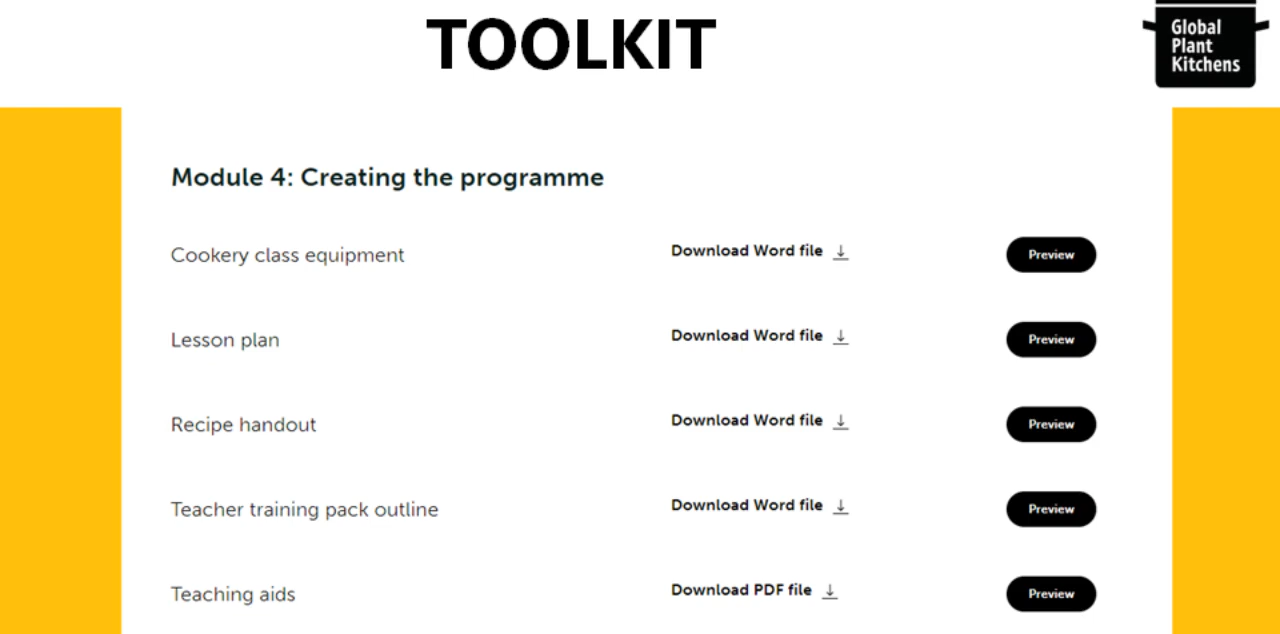 TOOLKIT
Global
Plant
Kitchens
Module 4: Creating the programme
Cookery class equipment Download Word file Preview
Lesson plan Download Word file Preview
Recipe handout Download Word file Preview
Teacher training pack outline Download Word file Preview
Teaching aids Download PDF file Preview